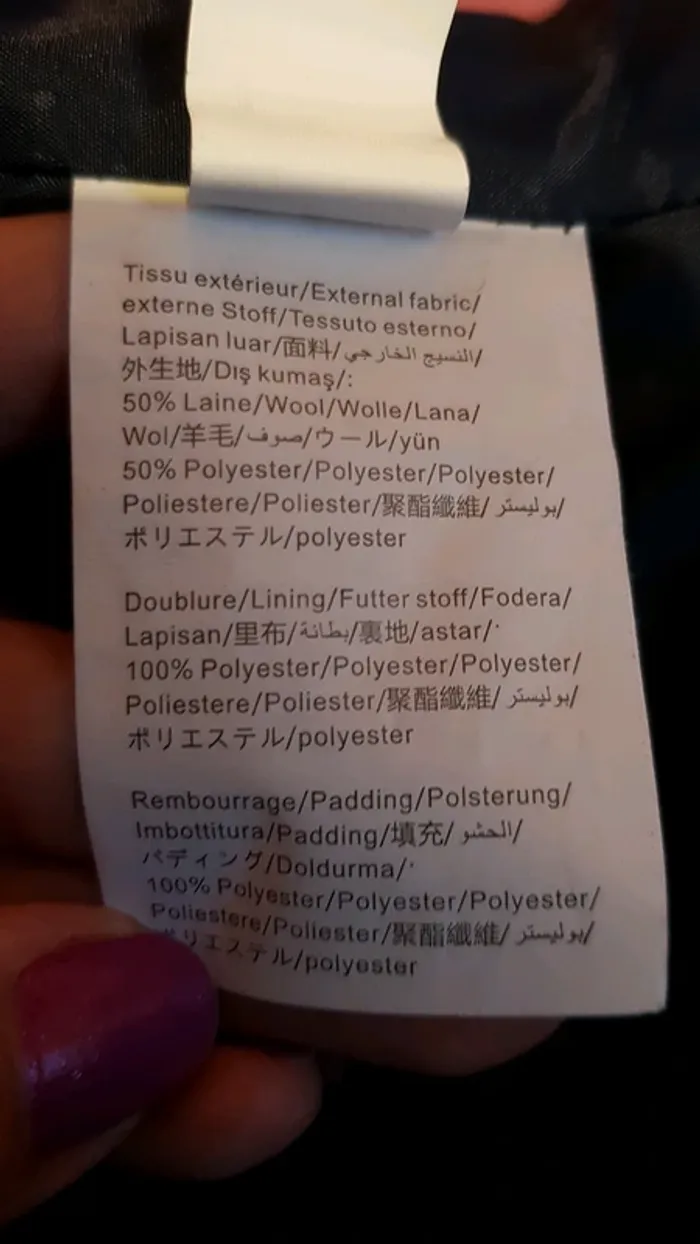 Tissu extérieur/External fabric/
externe Stoff/Tessuto esterno/
Lapisan luar/面料/النسيج الخارجي/
外生地/Dış kumaş/:
50% Laine/Wool/Wolle/Lana/
Wol/羊毛/صوف/ウール/yün
50% Polyester/Polyester/Polyester/
Poliestere/Poliester/聚酯纖維/بوليستر/
ポリエステル/polyester
Doublure/Lining/Futter stoff/Fodera/
Lapisan/里布/بطانة/裏地/astar/·
100% Polyester/Polyester/Polyester/
Poliestere/Poliester/聚酯纖維/بوليستر/
ポリエステル/polyester
Rembourrage/Padding/Polsterung/
Imbottitura/Padding/填充/الحشو/
パディング/Doldurma/·
100% Polyester/Polyester/Polyester/
Poliestere/Poliester/聚酯纖維/بوليستر/
ポリエステル/polyester